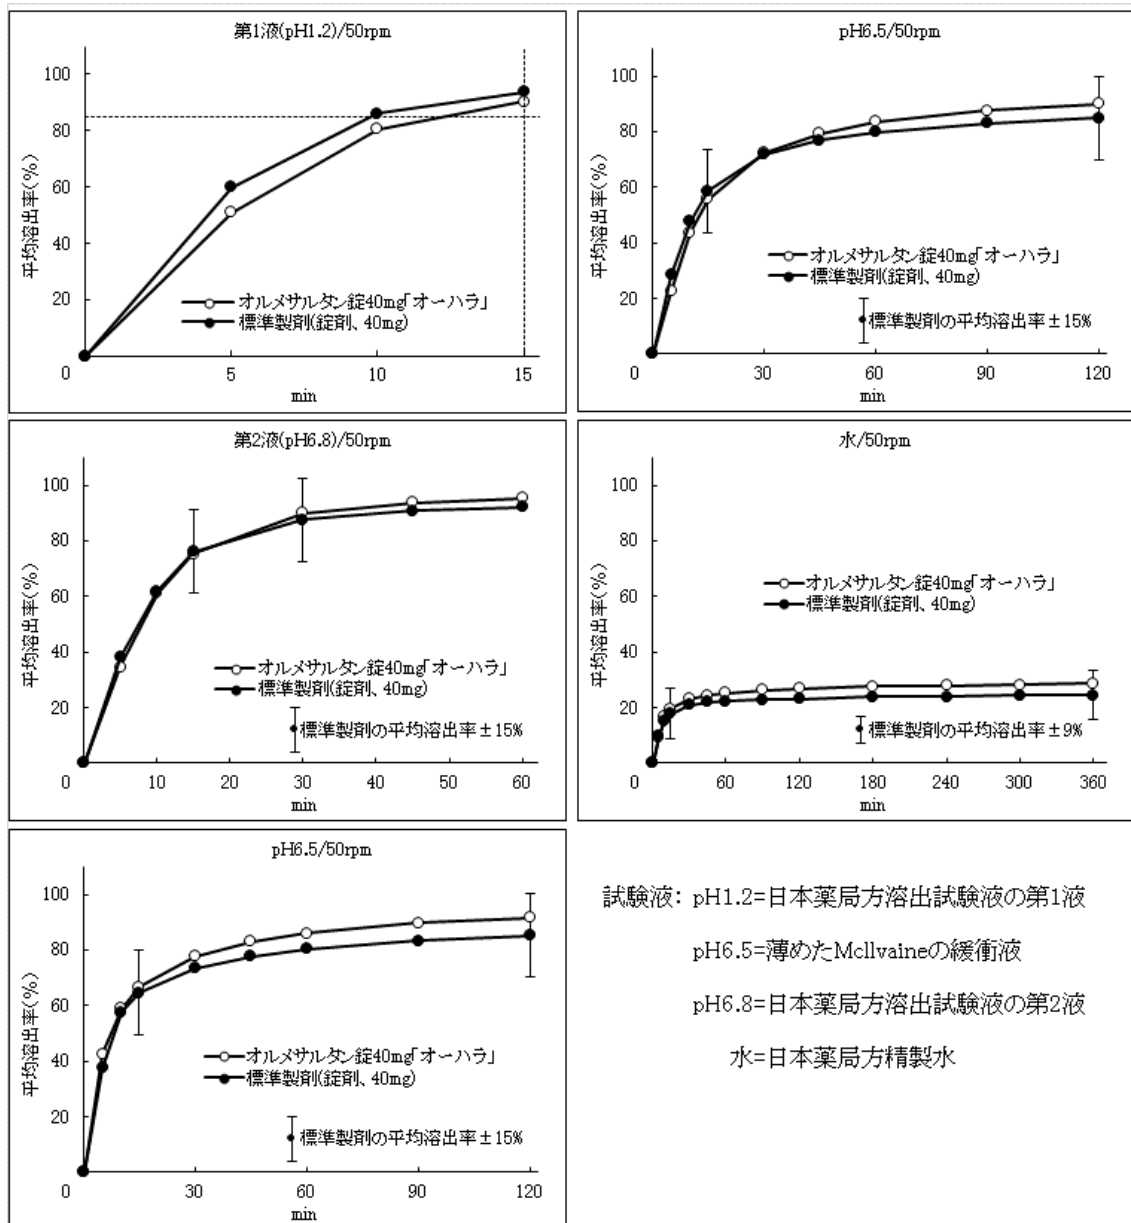 第1液(pH1.2)/50rpm
平均溶出率(%)
100
80
60
40
20
0
5
10
15
min
オルメサルタン錠40mg「オーハラ」
標準製剤(錠剤、40mg)
pH6.5/50rpm
平均溶出率(%)
100
80
60
40
20
0
30
60
90
120
min
オルメサルタン錠40mg「オーハラ」
標準製剤(錠剤、40mg)
標準製剤の平均溶出率±15%
第2液(pH6.8)/50rpm
平均溶出率(%)
100
80
60
40
20
0
10
20
30
40
50
60
min
オルメサルタン錠40mg「オーハラ」
標準製剤(錠剤、40mg)
標準製剤の平均溶出率±15%
水/50rpm
平均溶出率(%)
100
80
60
40
20
0
60
120
180
240
300
360
min
オルメサルタン錠40mg「オーハラ」
標準製剤(錠剤、40mg)
標準製剤の平均溶出率±9%
pH6.5/50rpm
平均溶出率(%)
100
80
60
40
20
0
30
60
90
120
min
オルメサルタン錠40mg「オーハラ」
標準製剤(錠剤、40mg)
標準製剤の平均溶出率±15%
試験液: pH1.2=日本薬局方溶出試験液の第1液
pH6.5=薄めたMcIlvaineの緩衝液
pH6.8=日本薬局方溶出試験液の第2液
水=日本薬局方精製水